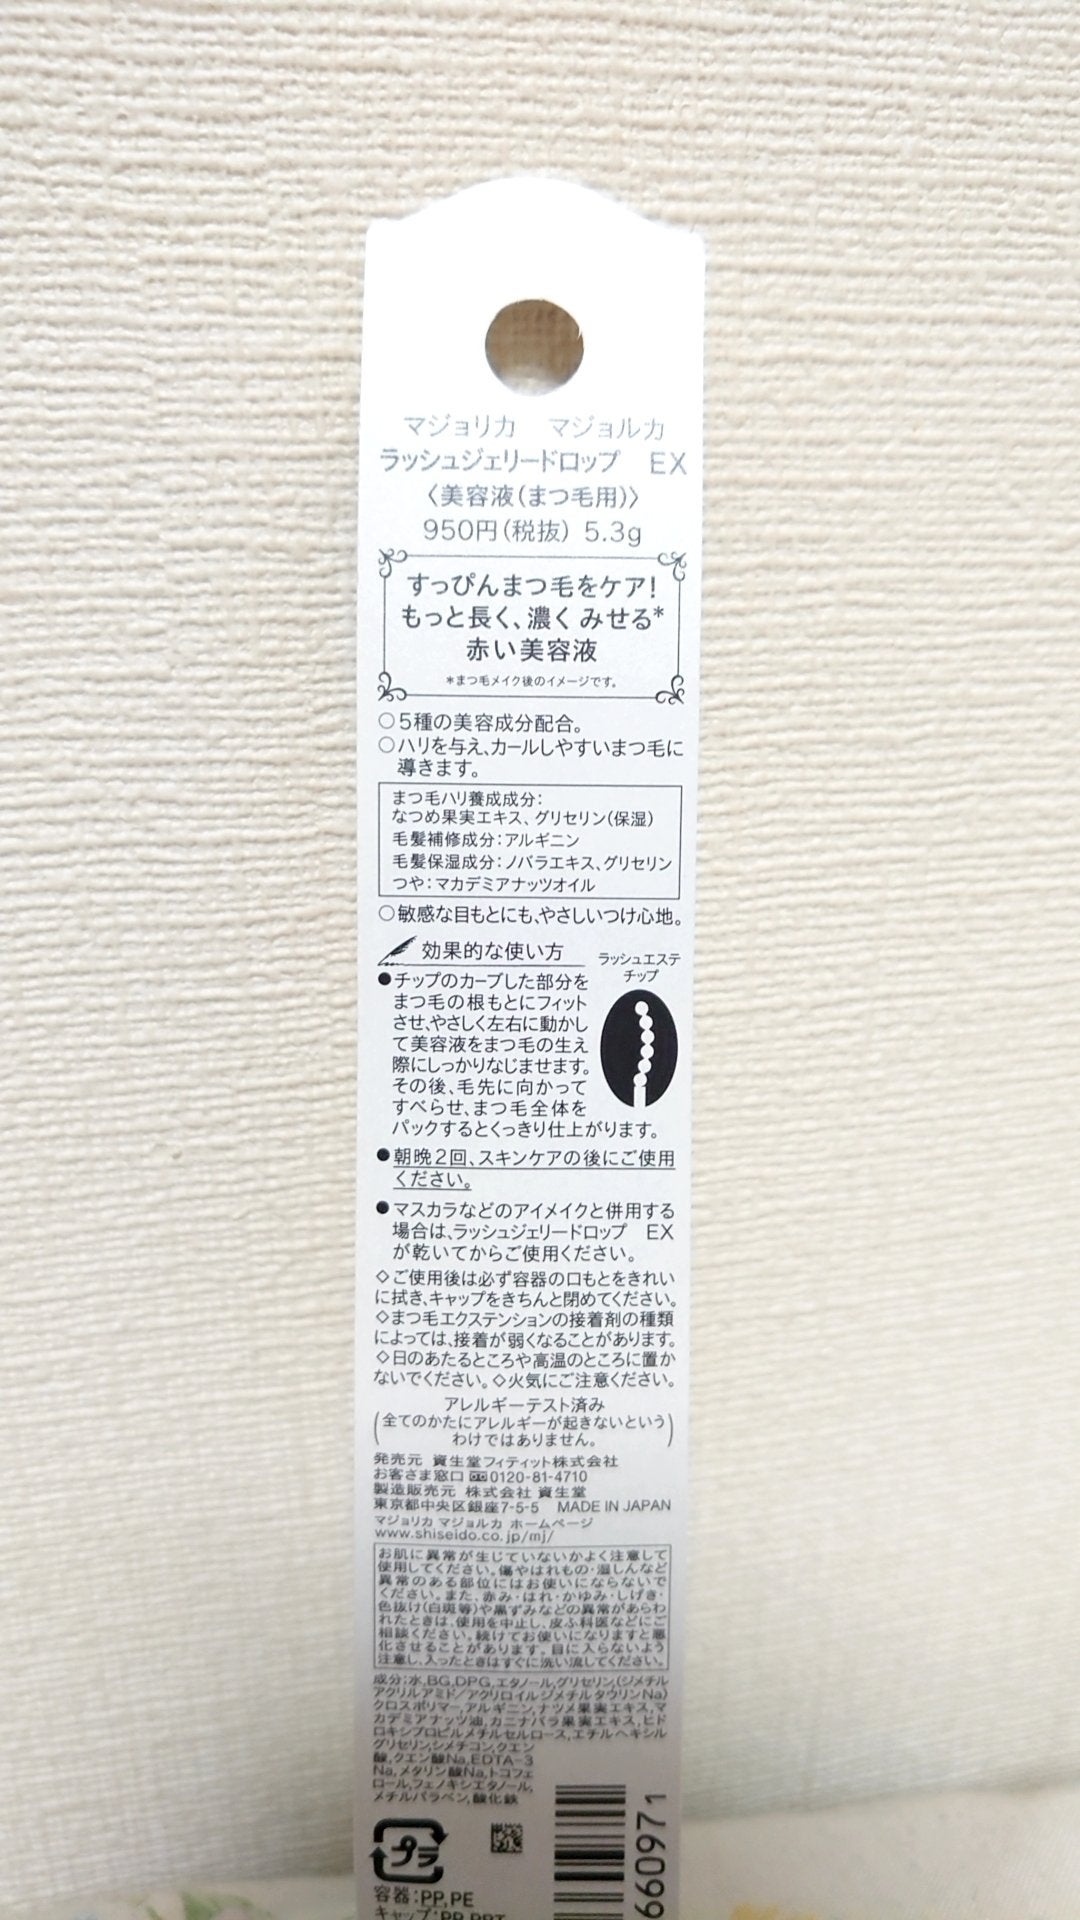 マジョリカ　マジョルカ
ラッシュジェリードロップ　EX
〈美容液(まつ毛用)〉
950円(税抜) 5.3g
すっぴんまつ毛をケア!
もっと長く、濃く みせる*
赤い美容液
*まつ毛メイク後のイメージです。
○5種の美容成分配合。
○ハリを与え、カールしやすいまつ毛に
導きます。
まつ毛ハリ養成成分:
なつめ果実エキス、グリセリン(保湿)
毛髪補修成分:アルギニン
毛髪保湿成分:ノバラエキス、グリセリン
つや:マカデミアナッツオイル
○敏感な目もとにも、やさしいつけ心地。
効果的な使い方
ラッシュエステ
チップ
●チップのカーブした部分を
まつ毛の根もとにフィット
させ、やさしく左右に動かし
て美容液をまつ毛の生え
際にしっかりなじませます。
その後、毛先に向かって
すべらせ、まつ毛全体を
パックするとくっきり仕上がります。
●朝晩2回、スキンケアの後にご使用
ください。
●マスカラなどのアイメイクと併用する
場合は、ラッシュジェリードロップ　EX
が乾いてからご使用ください。
◇ご使用後は必ず容器の口もとをきれい
に拭き、キャップをきちんと閉めてください。
◇まつ毛エクステンションの接着剤の種類
によっては、接着が弱くなることがあります。
◇日のあたるところや高温のところに置か
ないでください。◇火気にご注意ください。
アレルギーテスト済み
(全てのかたにアレルギーが起きないという
わけではありません。)
発売元 資生堂フィティット株式会社
お客さま窓口 0120-81-4710
製造販売元 株式会社 資生堂
東京都中央区銀座7-5-5　MADE IN JAPAN
マジョリカ マジョルカ ホームページ
www.shiseido.co.jp/mj/
お肌に異常が生じていないかよく注意して
使用してください。傷やはれもの・湿しんなど
異常のある部位にはお使いにならないで
ください。また、赤み・はれ・かゆみ・しげき・
色抜け(白斑等)や黒ずみなどの異常があらわ
れたときは、使用を中止し、皮ふ科医などにご
相談ください。続けてお使いになりますと悪
化させることがあります。目に入らないよう
注意し、入ったときはすぐに洗い流してください。
成分:水,BG,DPG,エタノール,グリセリン,(ジメチル
アクリルアミド/アクリロイルジメチルタウリンNa)
クロスポリマー,アルギニン,ナツメ果実エキス,マ
カデミアナッツ油,カニナバラ果実エキス,ヒド
ロキシプロピルメチルセルロース,エチルヘキシル
グリセリン,シメチコン,クエン
酸,クエン酸Na,EDTA-3
Na,メタリン酸Na,トコフェ
ロール,フェノキシエタノール,
メチルパラベン,酸化鉄
プラ
容器:PP,PE
キャップ:PP,PBT
660971